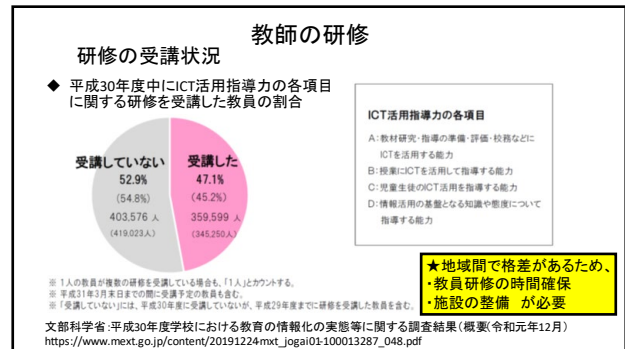 教師の研修
研修の受講状況
◆ 平成30年度中にICT活用指導力の各項目
に関する研修を受講した教員の割合
受講していない
52.9%
(54.8%)
403,576 人
(419,023人)
受講した
47.1%
(45.2%)
359,599 人
(345,250人)
ICT活用指導力の各項目
A:教材研究・指導の準備・評価・校務などに
ICTを活用する能力
B:授業にICTを活用して指導する能力
C:児童生徒のICT活用を指導する能力
D:情報活用の基盤となる知識や態度について
指導する能力
※ 1人の教員が複数の研修を受講している場合も、「1人」とカウントする。
※ 平成31年3月末日までの間に受講予定の教員も含む。
※ 「受講していない」には、平成30年度に受講していないが、平成29年度までに研修を受講した教員を含む。
★地域間で格差があるため、
・教員研修の時間確保
・施設の整備 が必要
文部科学省:平成30年度学校における教育の情報化の実態等に関する調査結果(概要(令和元年12月)
https://www.mext.go.jp/content/20191224-mxt_jogai01-100013287_048.pdf